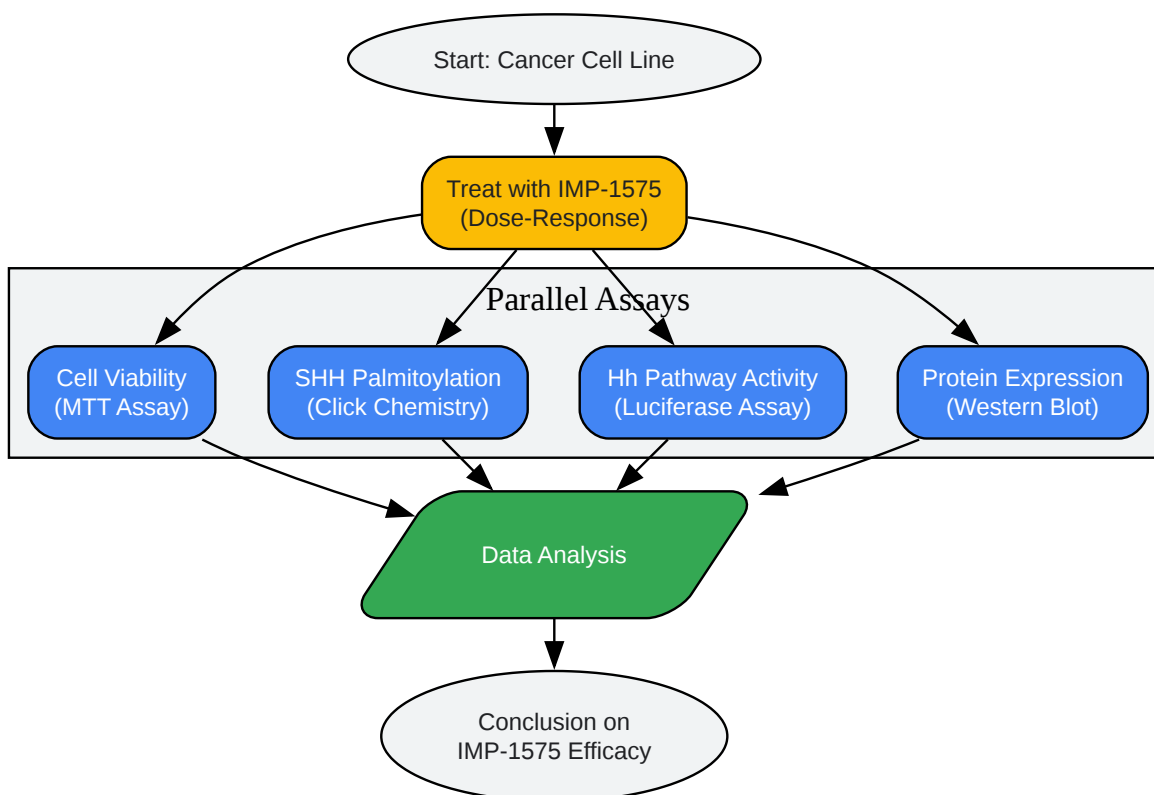 Start: Cancer Cell Line
Treat with IMP-1575
(Dose-Response)
Parallel Assays
Cell Viability
(MTT Assay)
SHH Palmitoylation
(Click Chemistry)
Hh Pathway Activity
(Luciferase Assay)
Protein Expression
(Western Blot)
Data Analysis
Conclusion on
IMP-1575 Efficacy